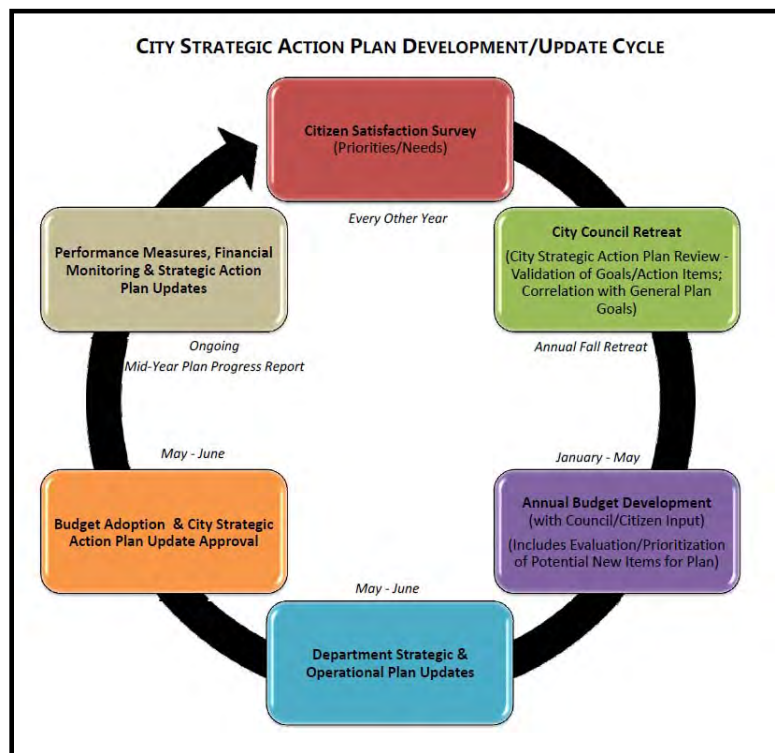 CITY STRATEGIC ACTION PLAN DEVELOPMENT/UPDATE CYCLE
Citizen Satisfaction Survey
(Priorities/Needs)
Every Other Year
City Council Retreat
(City Strategic Action Plan Review -
Validation of Goals/Action Items;
Correlation with General Plan
Goals)
Annual Fall Retreat
January - May
Annual Budget Development
(with Council/Citizen Input)
(Includes Evaluation/Prioritization
of Potential New Items for Plan)
May - June
Department Strategic &
Operational Plan Updates
May - June
Budget Adoption & City Strategic
Action Plan Update Approval
Performance Measures, Financial
Monitoring & Strategic Action
Plan Updates
Ongoing
Mid-Year Plan Progress Report